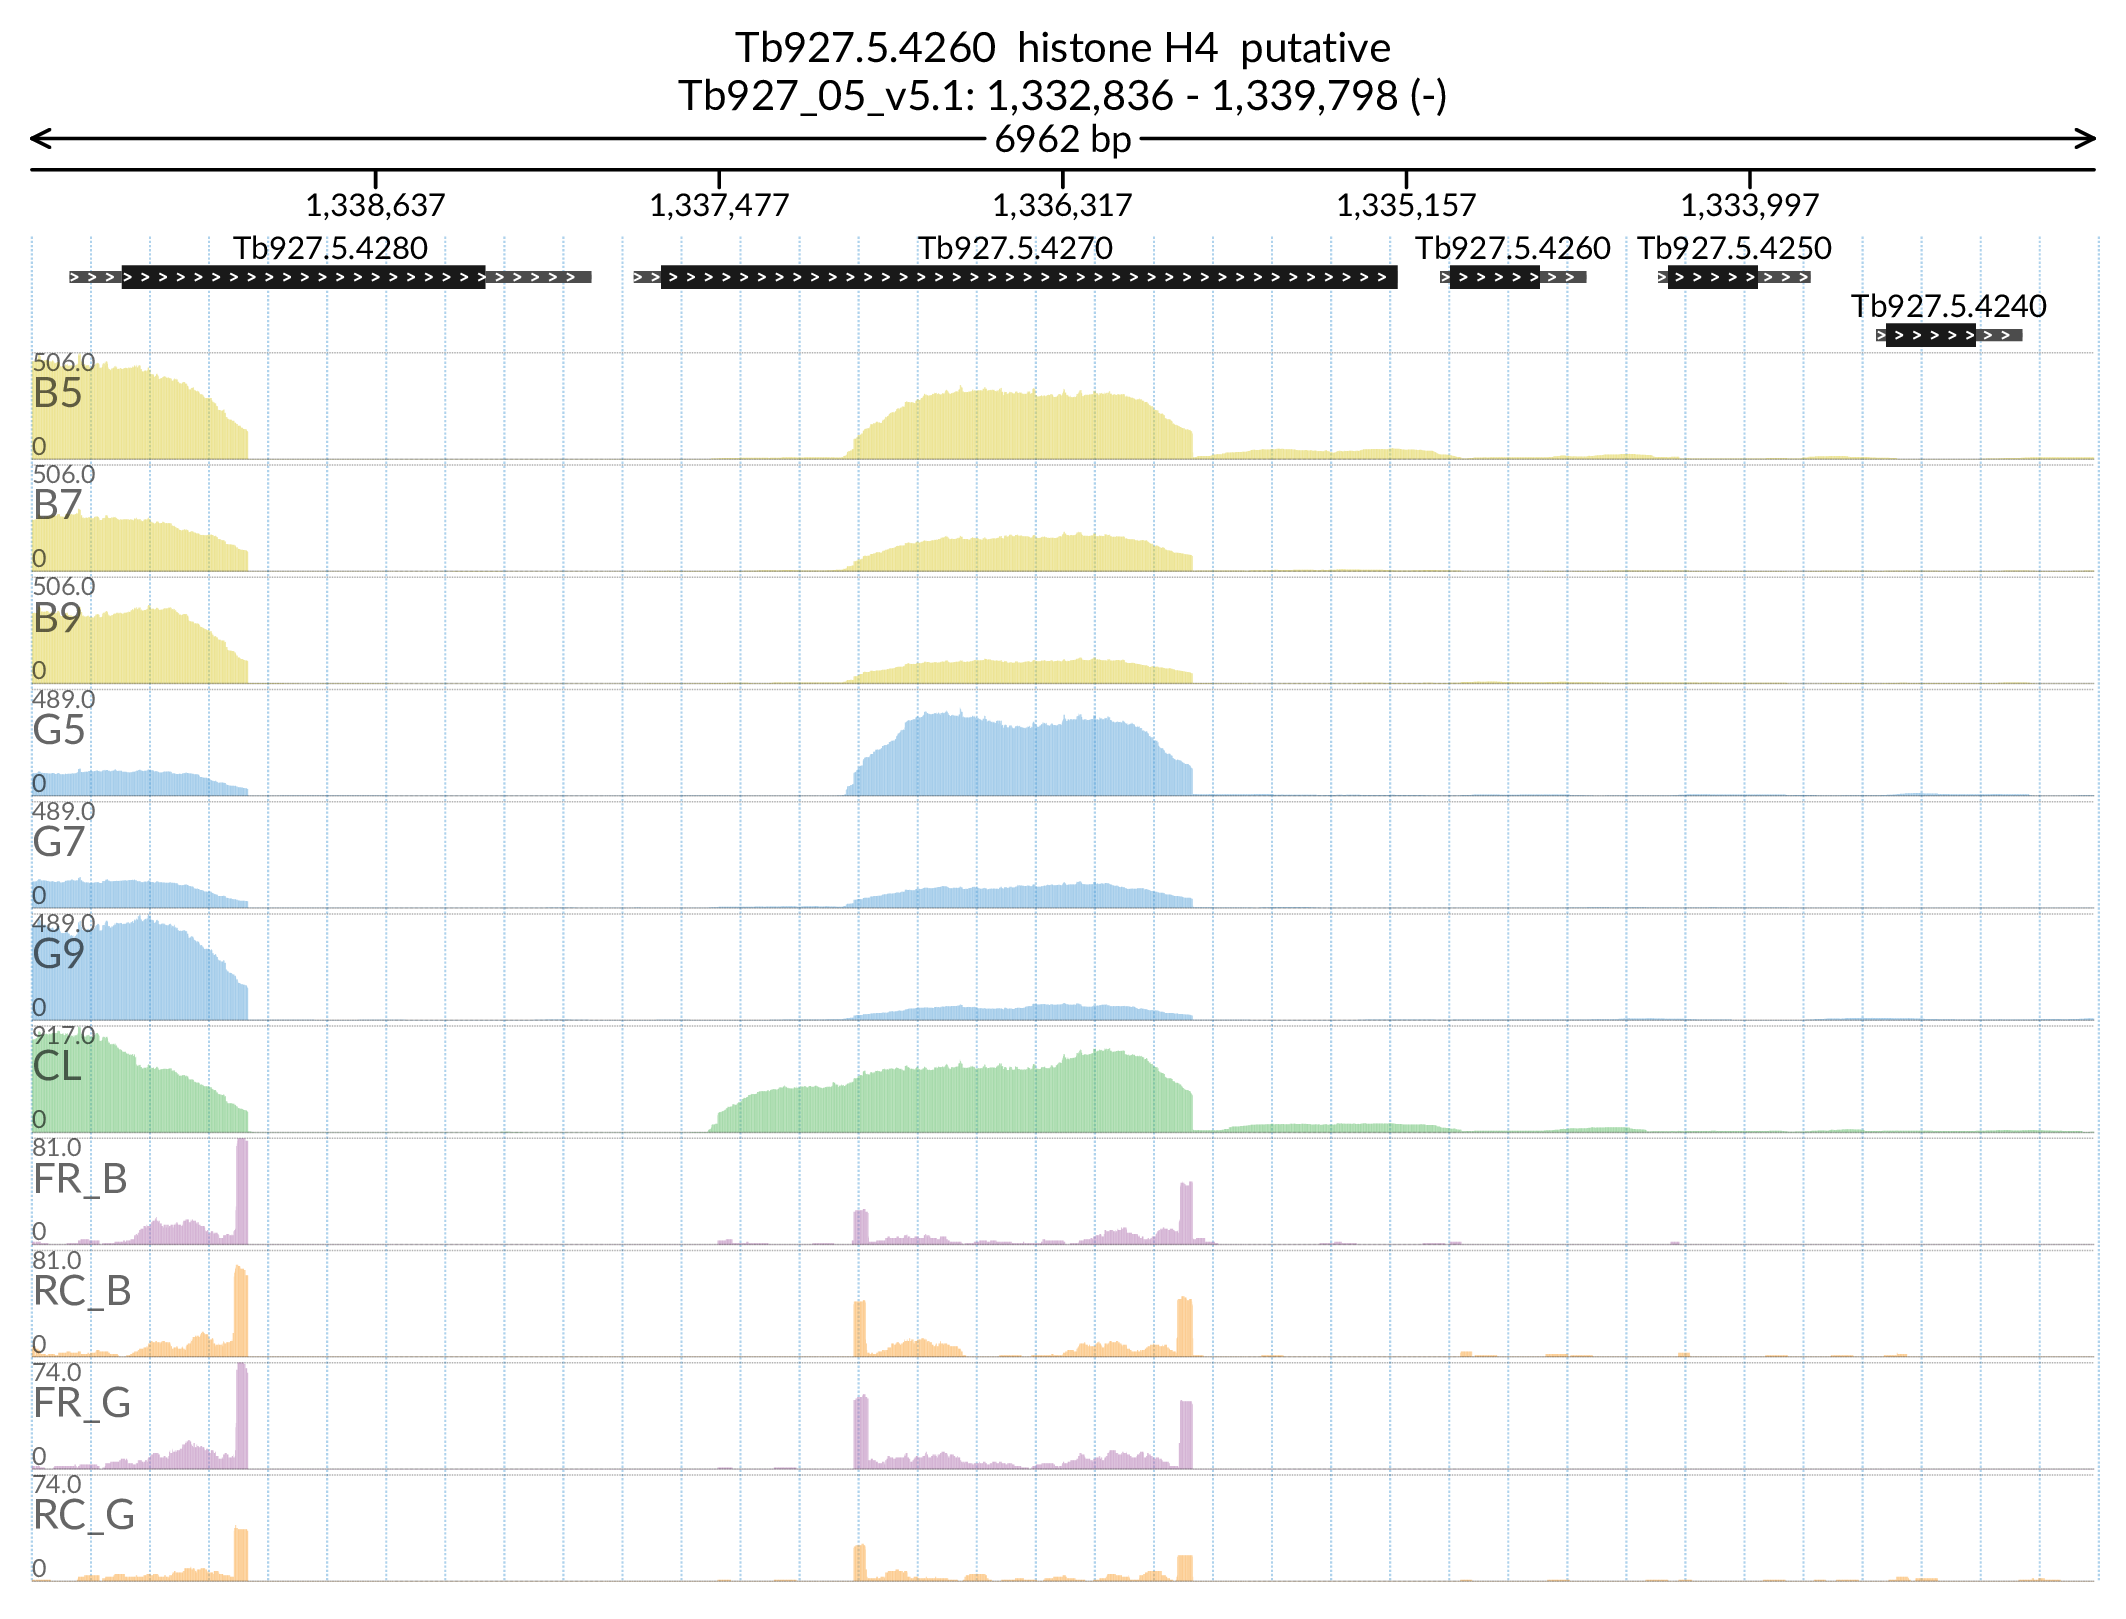 Tb927.5.4260  histone H4  putative
Tb927_05_v5.1: 1,332,836 - 1,339,798 (-)
6962 bp
1,338,637 1,337,477 1,336,317 1,335,157 1,333,997
Tb927.5.4280 Tb927.5.4270 Tb927.5.4260 Tb927.5.4250
Tb927.5.4240
506.0
B5
0
506.0
B7
0
506.0
B9
0
489.0
G5
0
489.0
G7
0
489.0
G9
0
917.0
CL
0
81.0
FR_B
0
81.0
RC_B
0
74.0
FR_G
0
74.0
RC_G
0